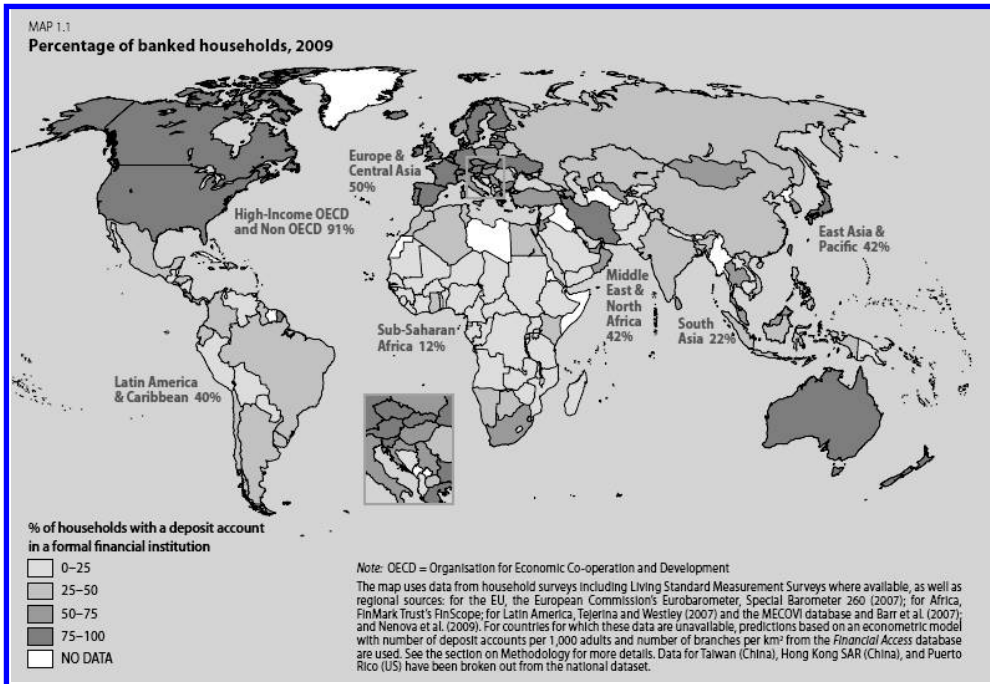 MAP 1.1
Percentage of banked households, 2009
Europe &
Central Asia
50%
High-Income OECD
and Non OECD 91%
East Asia &
Pacific 42%
Middle
East &
North
Africa
42%
South
Asia 22%
Sub-Saharan
Africa 12%
Latin America
& Caribbean 40%
% of households with a deposit account
in a formal financial institution
0–25
25–50
50–75
75–100
NO DATA
Note: OECD = Organisation for Economic Co-operation and Development
The map uses data from household surveys including Living Standard Measurement Surveys where available, as well as
regional sources: for the EU, the European Commission's Eurobarometer, Special Barometer 260 (2007); for Africa,
FinMark Trust's FinScope; for Latin America, Tejerina and Westley (2007) and the MECOVI database and Barr et al. (2007);
and Nenova et al. (2009). For countries for which these data are unavailable, predictions based on an econometric model
with number of deposit accounts per 1,000 adults and number of branches per km² from the Financial Access database
are used. See the section on Methodology for more details. Data for Taiwan (China), Hong Kong SAR (China), and Puerto
Rico (US) have been broken out from the national dataset.